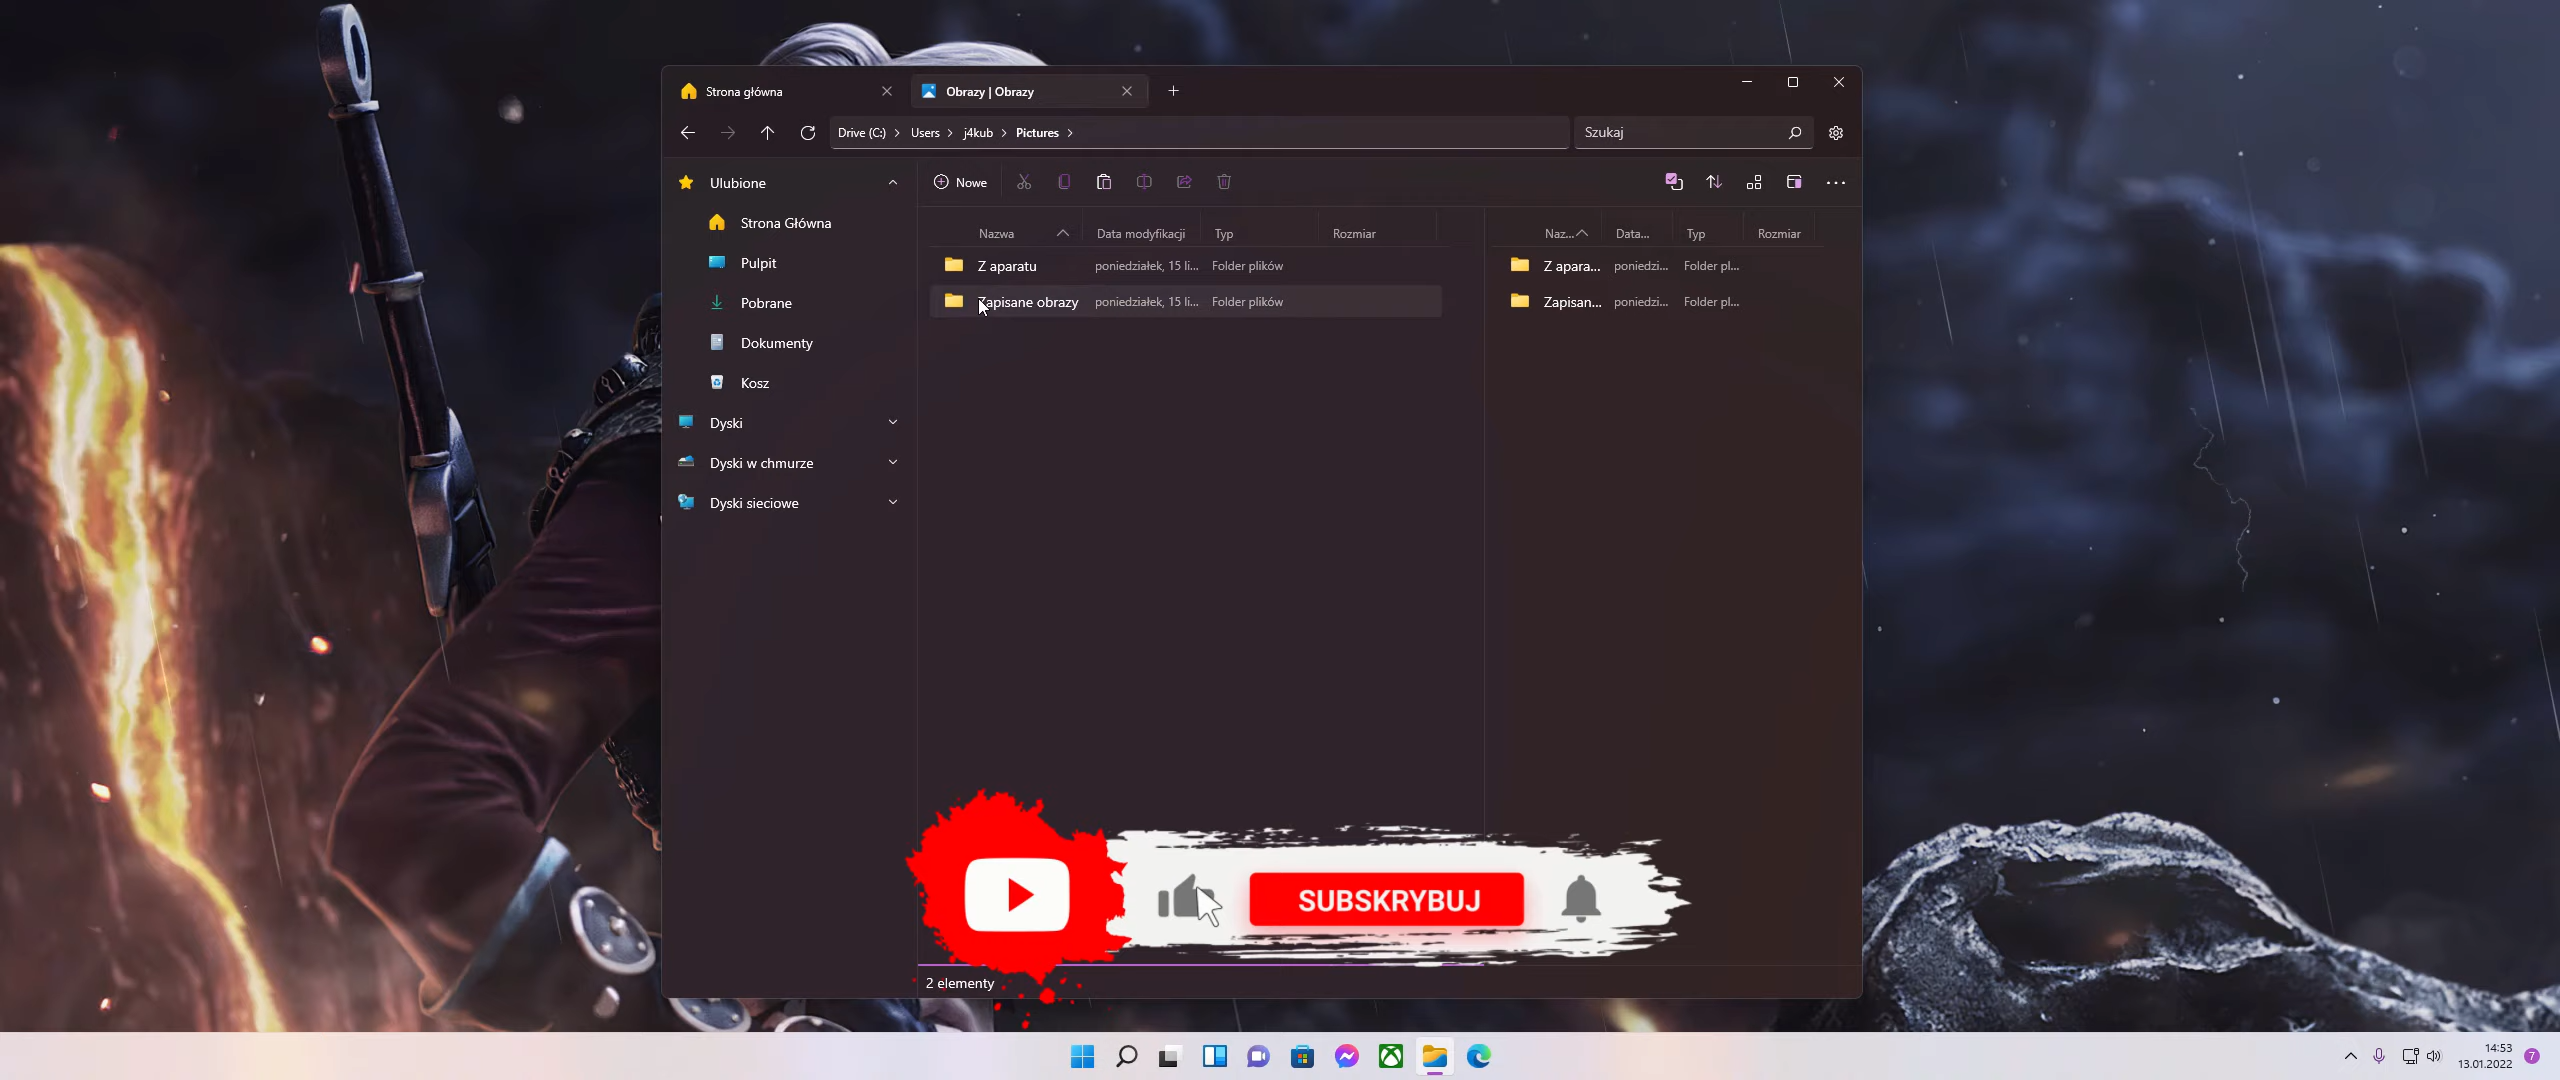 Strona główna
Obrazy | Obrazy
Drive (C:) Users j4kub Pictures
Szukaj
Ulubione
Nowe
Strona Główna
Pulpit
Pobrane
Dokumenty
Kosz
Dyski
Dyski w chmurze
Dyski sieciowe
Nazwa Data modyfikacji Typ Rozmiar
Z aparatu poniedziałek, 15 li... Folder plików
Zapisane obrazy poniedziałek, 15 li... Folder plików
Naz... Data... Typ Rozmiar
Z apara... poniedzi... Folder pl...
Zapisan... poniedzi... Folder pl...
SUBSKRYBUJ
2 elementy
14:53
13.01.2022
7